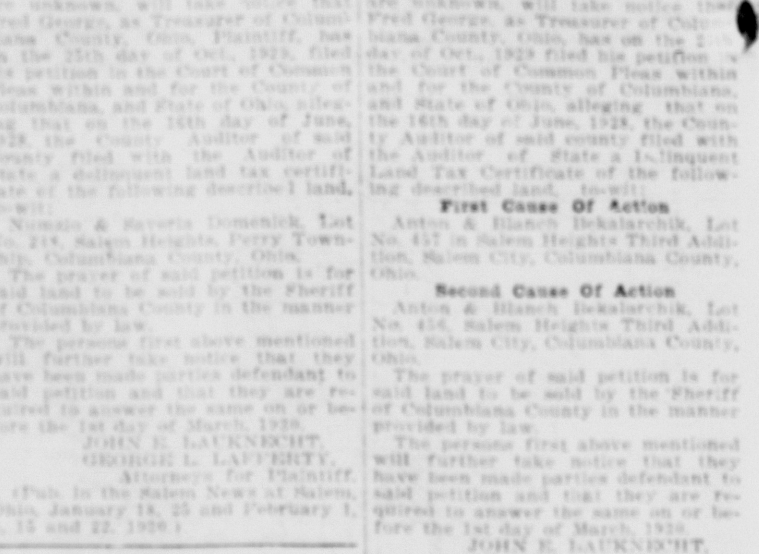 unknown, will take notice that
red George, as Treasurer of Colum-
iana County, Ohio, Plaintiff, has
n the 25th day of Oct., 1929, filed
is petition in the Court of Common
leas within and for the County of
olumbiana, and State of Ohio, alleg-
ng that on the 16th day of June,
928, the County Auditor of said
ounty filed with the Auditor of
tate a delinquent land tax certifi-
ate of the following described land,
o-wit:
Nunzio & Saveria Domenick, Lot
No. 218, Salem Heights, Perry Town-
hip, Columbiana County, Ohio.
The prayer of said petition is for
aid land to be sold by the Sheriff
f Columbiana County in the manner
rovided by law.
The persons first above mentioned
ill further take notice that they
ave been made parties defendant to
aid petition and that they are re-
uired to answer the same on or be-
ore the 1st day of March, 1930.
JOHN E. BAUKNECHT,
GEORGE L. LAFFERTY,
Attorneys for Plaintiff.
(Pub. in the Salem News at Salem,
Ohio, January 18, 25 and February 1,
, 15 and 22, 1930.)
are unknown, will take notice that
Fred George, as Treasurer of Colum-
biana County, Ohio, has on the
day of Oct., 1929 filed his petition in
the Court of Common Pleas within
and for the County of Columbiana,
and State of Ohio, alleging that on
the 16th day of June, 1928, the Coun-
ty Auditor of said county filed with
the Auditor of State a Delinquent
Land Tax Certificate of the follow-
ing described land, to-wit:
First Cause Of Action
Anton & Blanch Bekalarchik, Lot
No. 457 in Salem Heights Third Addi-
tion, Salem City, Columbiana County,
Ohio.
Second Cause Of Action
Anton & Blanch Bekalarchik, Lot
No. 456, Salem Heights Third Addi-
tion, Salem City, Columbiana County,
Ohio.
The prayer of said petition is for
said land to be sold by the Sheriff
of Columbiana County in the manner
provided by law.
The persons first above mentioned
will further take notice that they
have been made parties defendant to
said petition and that they are re-
quired to answer the same on or be-
fore the 1st day of March, 1930.
JOHN E. BAUKNECHT,